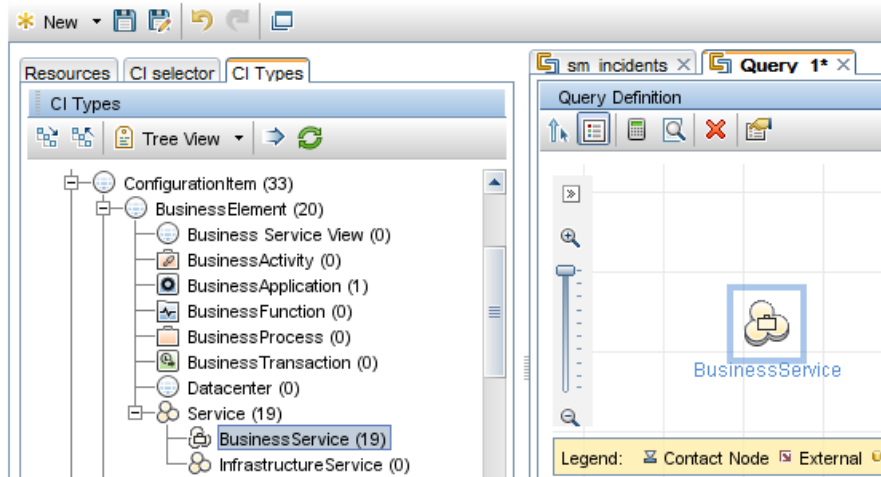 New
Resources CI selector CI Types
CI Types
Tree View
ConfigurationItem (33)
BusinessElement (20)
Business Service View (0)
BusinessActivity (0)
BusinessApplication (1)
BusinessFunction (0)
BusinessProcess (0)
BusinessTransaction (0)
Datacenter (0)
Service (19)
BusinessService (19)
InfrastructureService (0)
sm incidents Query 1*
Query Definition
BusinessService
Legend: Contact Node External